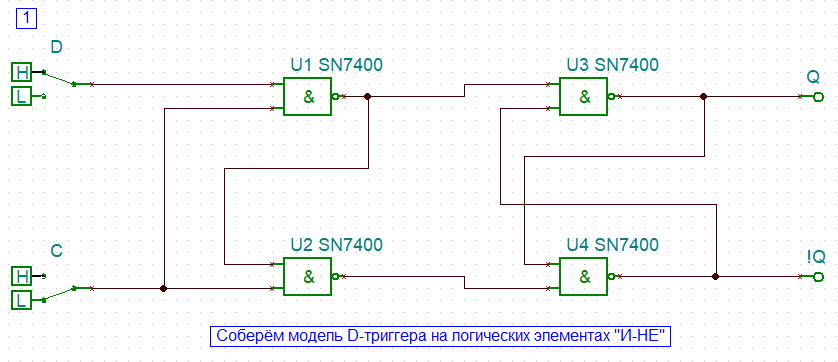 1
D
H
L
U1 SN7400
&
U3 SN7400
&
Q
C
H
L
U2 SN7400
&
U4 SN7400
&
!Q
Соберём модель D-триггера на логических элементах "И-НЕ"